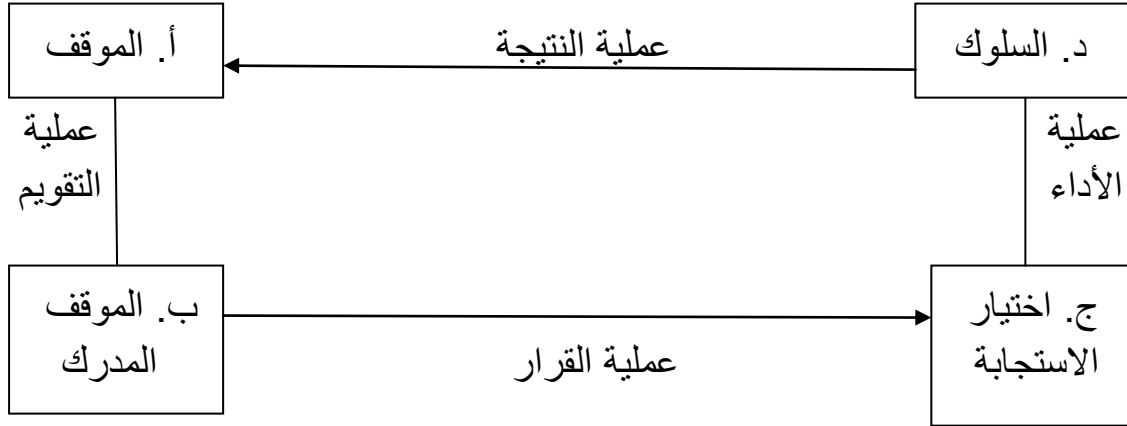 د. السلوك
عملية النتيجة
أ. الموقف
عملية
الأداء
عملية
التقويم
ج. اختيار
الاستجابة
عملية القرار
ب. الموقف
المدرك